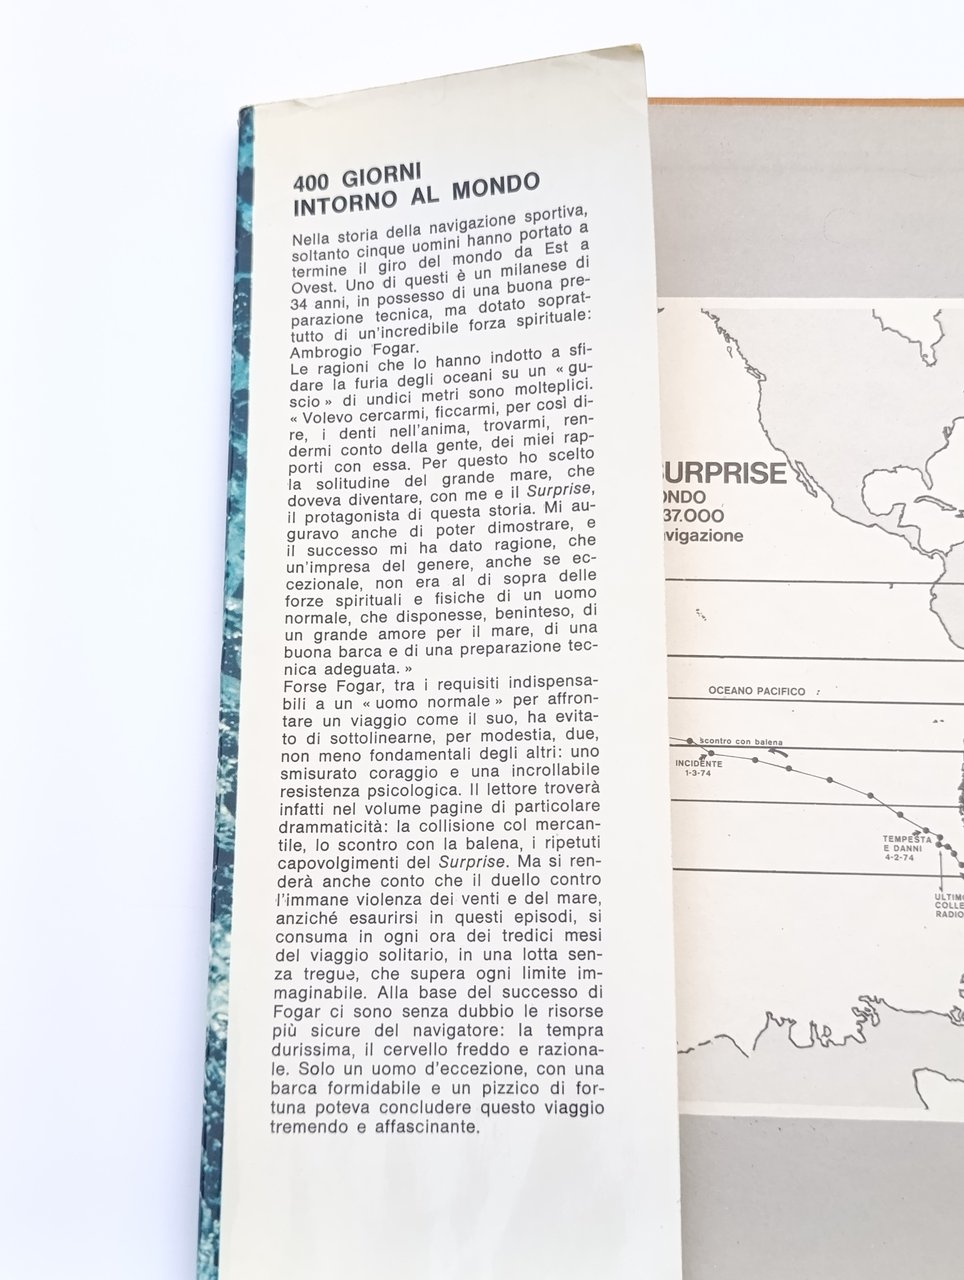 400 GIORNI
INTORNO AL MONDO
Nella storia della navigazione sportiva,
soltanto cinque uomini hanno portato a
termine il giro del mondo da Est a
Ovest. Uno di questi è un milanese di
34 anni, in possesso di una buona pre-
parazione tecnica, ma dotato soprat-
tutto di un'incredibile forza spirituale:
Ambrogio Fogar.
Le ragioni che lo hanno indotto a sfi-
dare la furia degli oceani su un « gu-
scio » di undici metri sono molteplici.
« Volevo cercarmi, ficcarmi, per così di-
re, i denti nell'anima, trovarmi, ren-
dermi conto della gente, dei miei rap-
porti con essa. Per questo ho scelto
la solitudine del grande mare, che
doveva diventare, con me e il Surprise,
il protagonista di questa storia. Mi au-
guravo anche di poter dimostrare, e
il successo mi ha dato ragione, che
un'impresa del genere, anche se ec-
cezionale, non era al di sopra delle
forze spirituali e fisiche di un uomo
normale, che disponesse, beninteso, di
un grande amore per il mare, di una
buona barca e di una preparazione tec-
nica adeguata. »
Forse Fogar, tra i requisiti indispensa-
bili a un « uomo normale » per affron-
tare un viaggio come il suo, ha evita-
to di sottolinearne, per modestia, due,
non meno fondamentali degli altri: uno
smisurato coraggio e una incrollabile
resistenza psicologica. Il lettore troverà
infatti nel volume pagine di particolare
drammaticità: la collisione col mercan-
tile, lo scontro con la balena, i ripetuti
capovolgimenti del Surprise. Ma si ren-
derà anche conto che il duello contro
l'immane violenza dei venti e del mare,
anziché esaurirsi in questi episodi, si
consuma in ogni ora dei tredici mesi
del viaggio solitario, in una lotta sen-
za tregue, che supera ogni limite im-
maginabile. Alla base del successo di
Fogar ci sono senza dubbio le risorse
più sicure del navigatore: la tempra
durissima, il cervello freddo e raziona-
le. Solo un uomo d'eccezione, con una
barca formidabile e un pizzico di for-
tuna poteva concludere questo viaggio
tremendo e affascinante.
SURPRISE
ONDO
37.000
vigazione
OCEANO PACIFICO
scontro con balena
INCIDENTE
1-3-74
TEMPESTA
E DANNI
4-2-74
ULTIMO
COLLE
RADIO